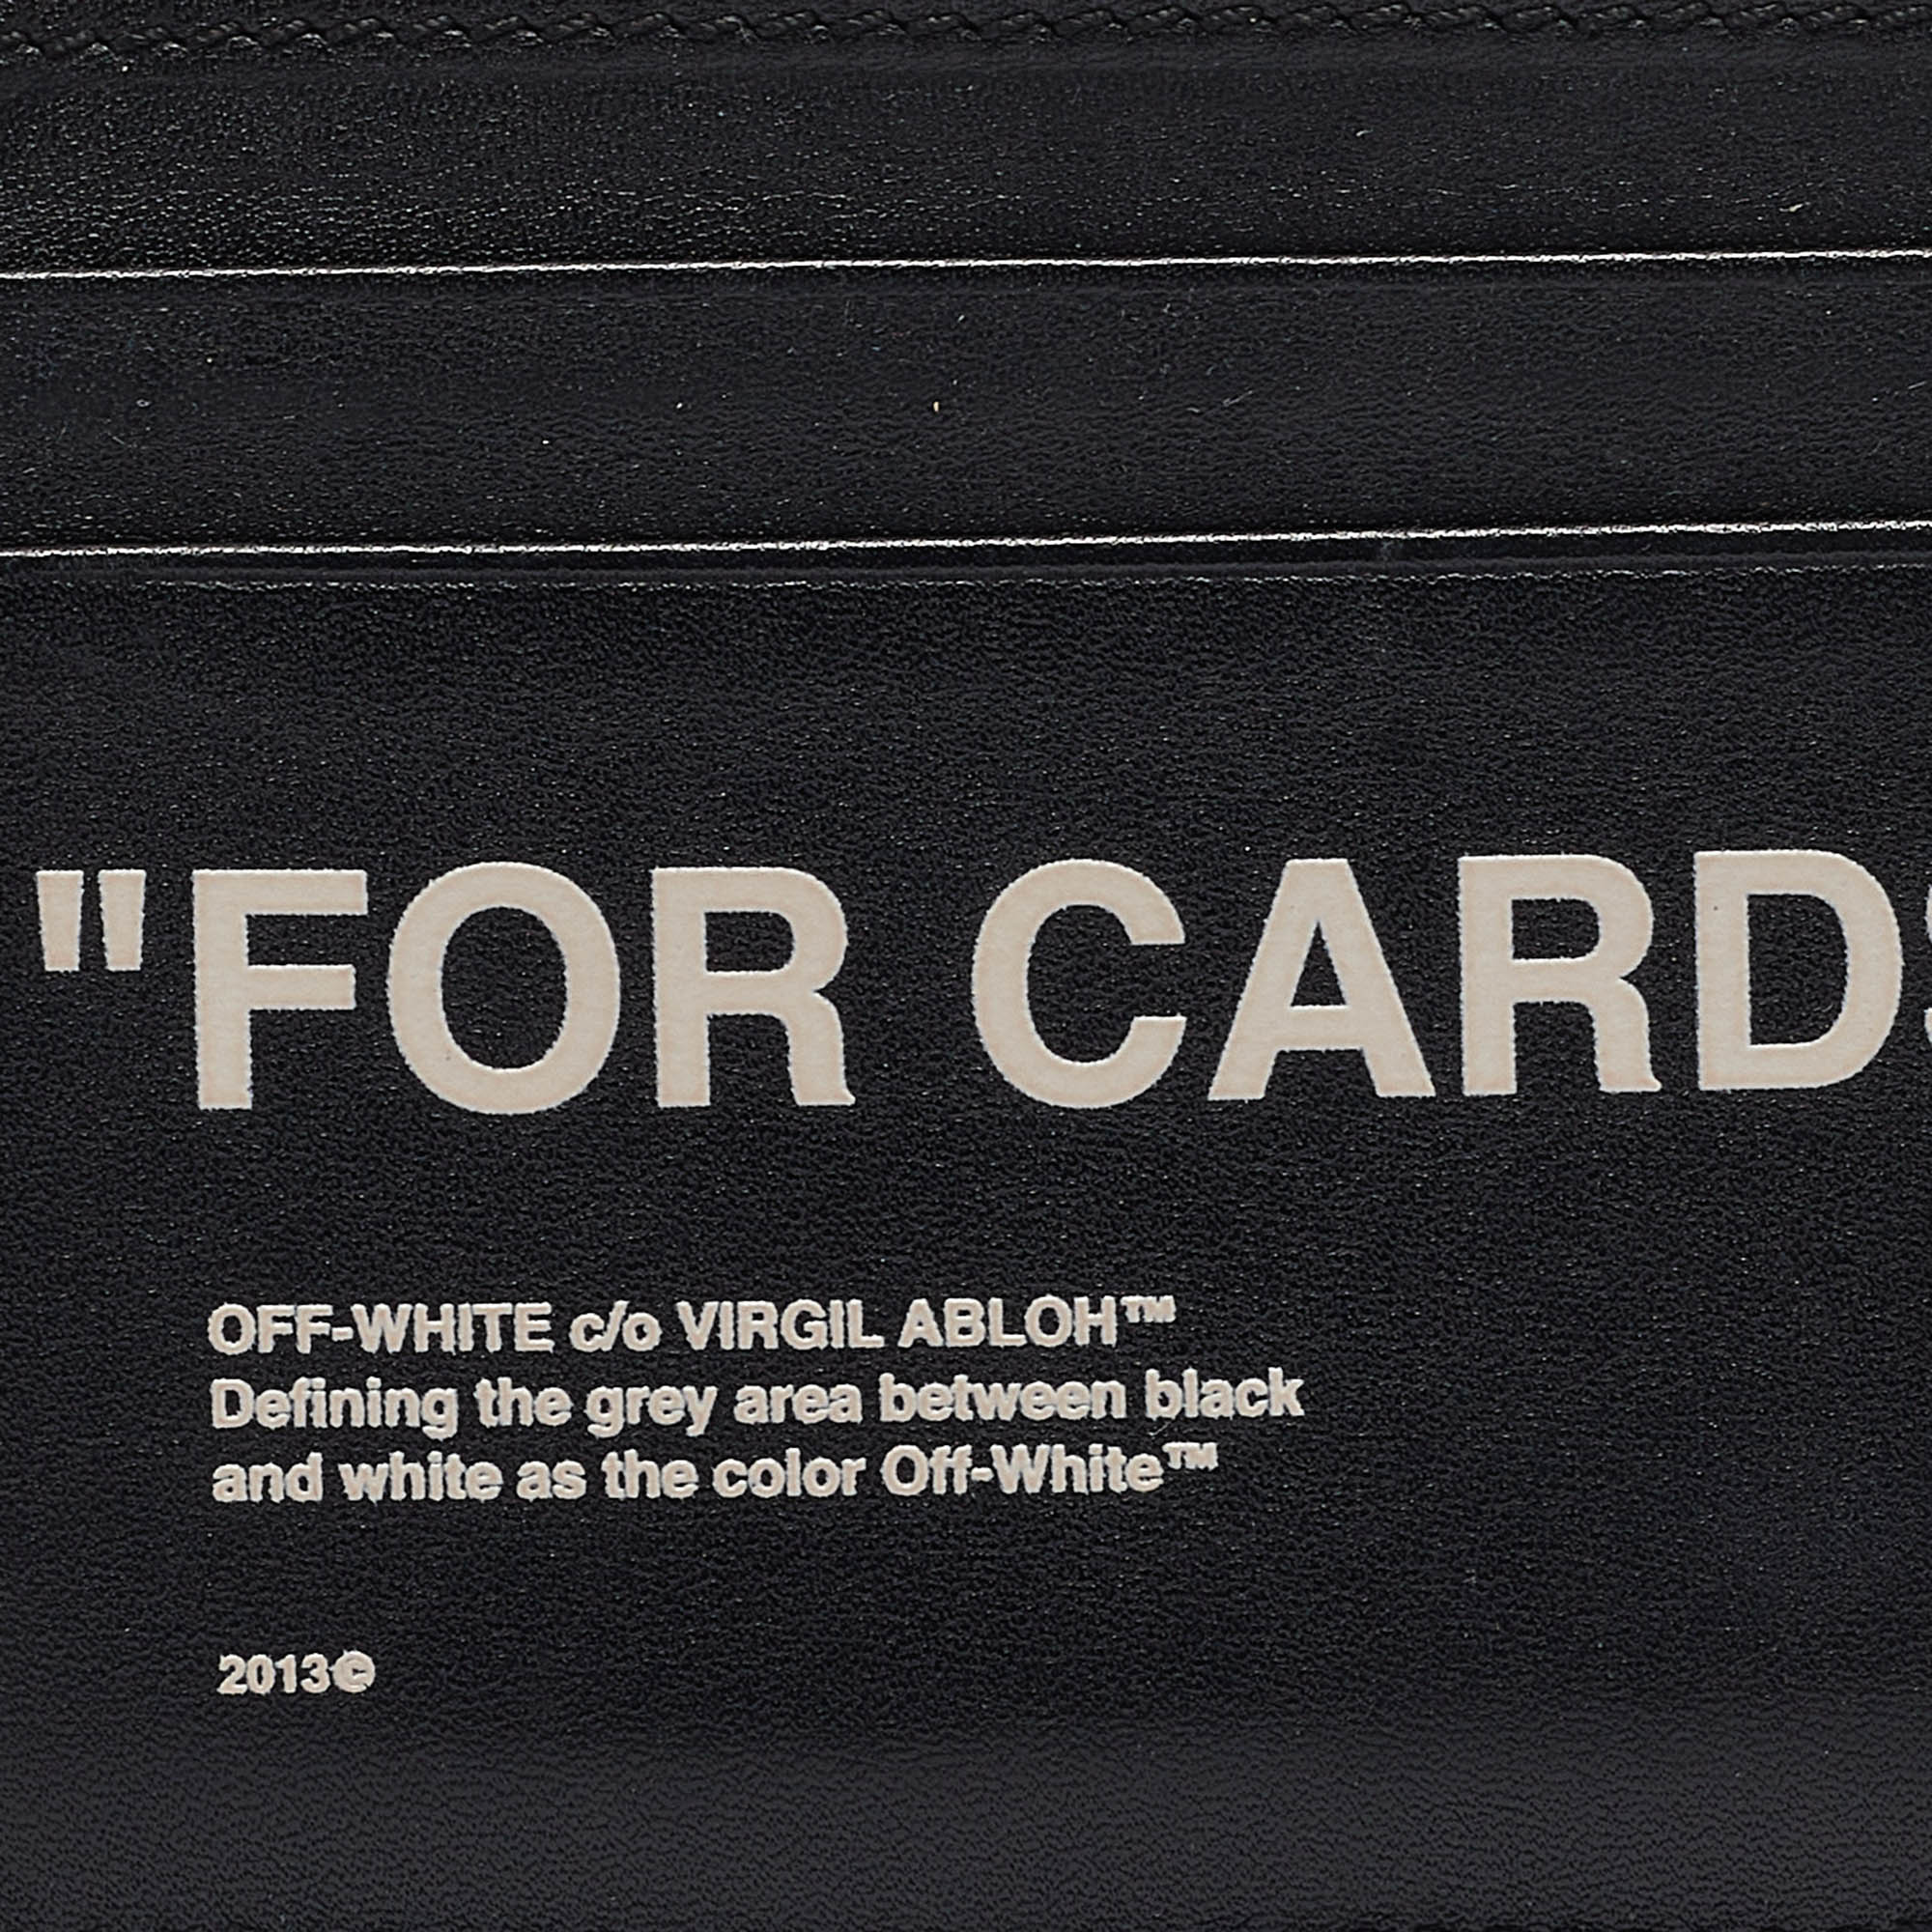 "FOR CARDS
OFF-WHITE c/o VIRGIL ABLOH™
Defining the grey area between black
and white as the color Off-White™
2013©